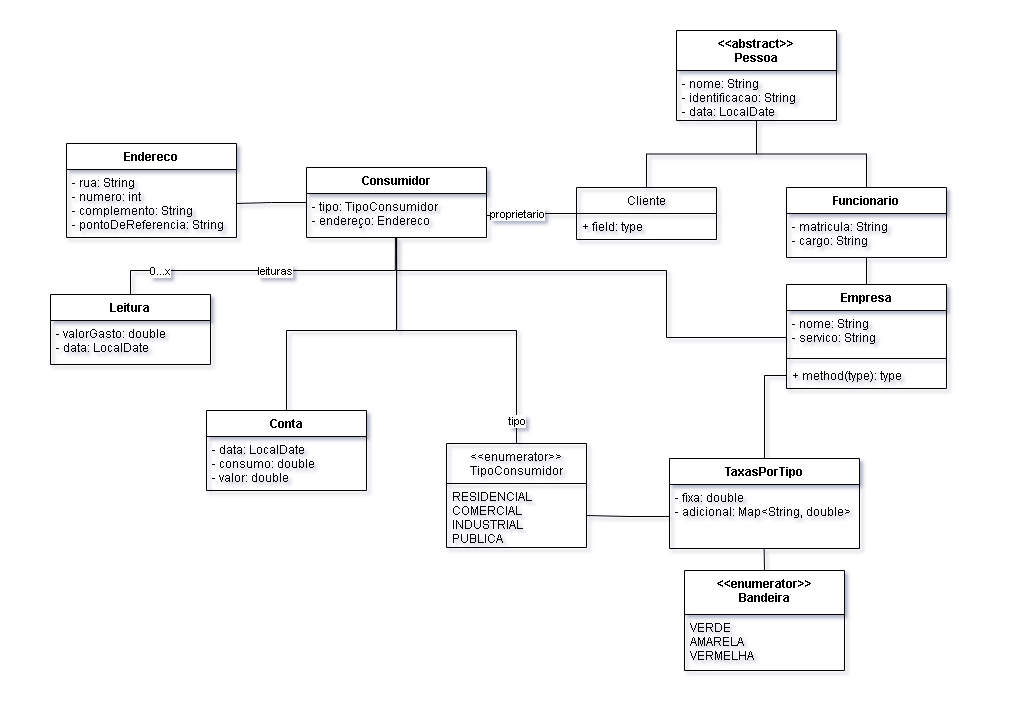 <<abstract>>
Pessoa
- nome: String
- identificacao: String
- data: LocalDate
Endereco
- rua: String
- numero: int
- complemento: String
- pontoDeReferencia: String
Consumidor
- tipo: TipoConsumidor
- endereço: Endereco
proprietario
Cliente
+ field: type
Funcionario
- matricula: String
- cargo: String
0...x
leituras
Leitura
- valorGasto: double
- data: LocalDate
Empresa
- nome: String
- servico: String
+ method(type): type
Conta
- data: LocalDate
- consumo: double
- valor: double
tipo
<<enumerator>>
TipoConsumidor
RESIDENCIAL
COMERCIAL
INDUSTRIAL
PUBLICA
TaxasPorTipo
- fixa: double
- adicional: Map<String, double>
<<enumerator>>
Bandeira
VERDE
AMARELA
VERMELHA